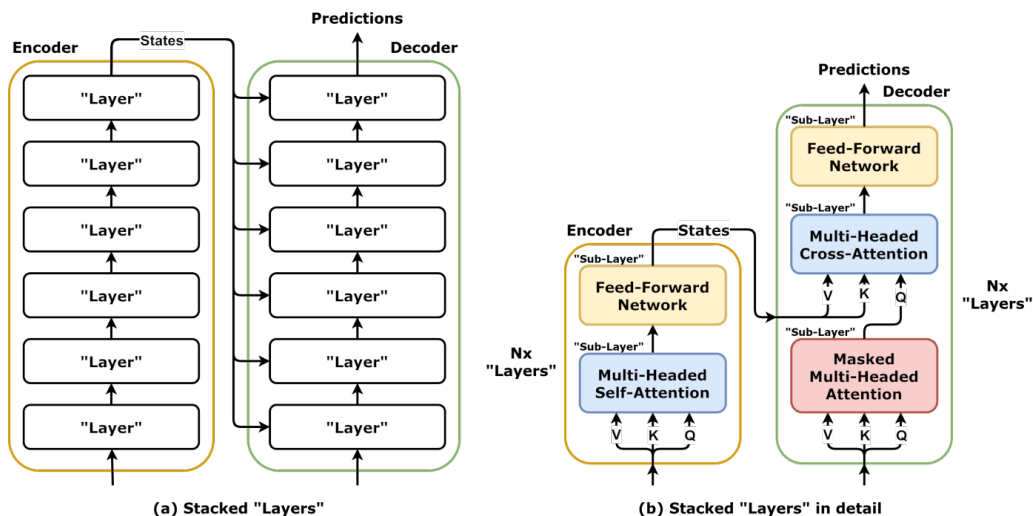 Predictions
Encoder
States
Decoder
"Layer"
"Layer"
"Layer"
"Layer"
"Layer"
"Layer"
"Layer"
"Layer"
"Layer"
"Layer"
"Layer"
"Layer"
(a) Stacked "Layers"
Predictions
Decoder
"Sub-Layer"
Feed-Forward
Network
"Sub-Layer"
Multi-Headed
Cross-Attention
V
K
Q
Encoder
States
"Sub-Layer"
Feed-Forward
Network
"Sub-Layer"
Multi-Headed
Self-Attention
V
K
Q
Nx
"Layers"
"Sub-Layer"
Masked
Multi-Headed
Attention
V
K
Q
Nx
"Layers"
(b) Stacked "Layers" in detail